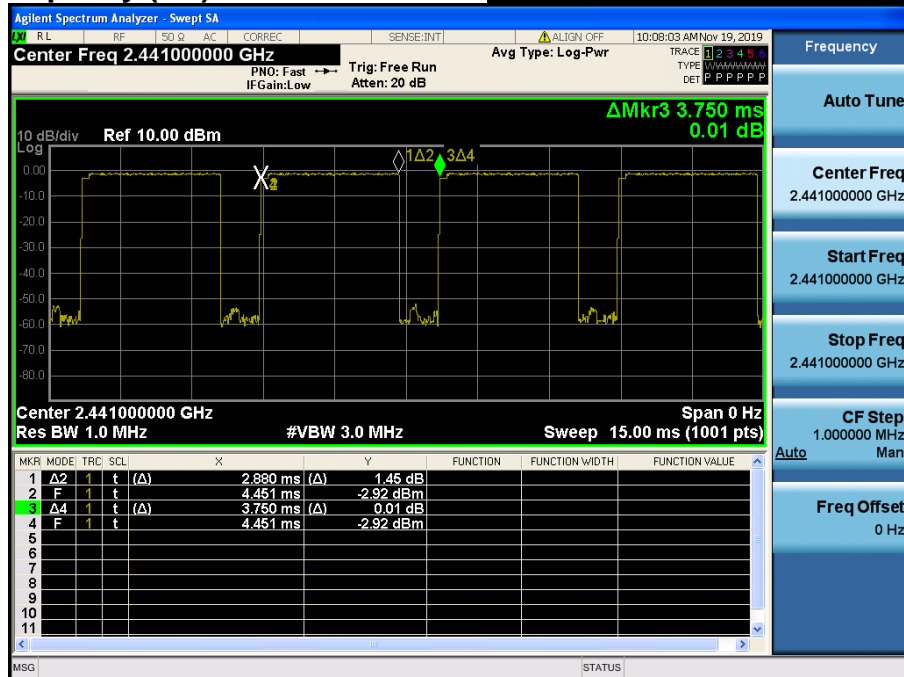 Agilent Spectrum Analyzer - Swept SA
LXI RL RF 50 Ω AC CORREC SENSE:INT ALIGN OFF 10:08:03 AM Nov 19, 2019
Center Freq 2.441000000 GHz
PNO: Fast
IFGain:Low
Trig: Free Run
Atten: 20 dB
Avg Type: Log-Pwr
TRACE 1 2 3 4 5 6
TYPE
DET P P P P P P
Frequency
ΔMkr3 3.750 ms
0.01 dB
10 dB/div Ref 10.00 dBm
Log
0.00
-10.0
-20.0
-30.0
-40.0
-50.0
-60.0
-70.0
-80.0
1Δ2 3Δ4
Center 2.441000000 GHz Span 0 Hz
Res BW 1.0 MHz #VBW 3.0 MHz Sweep 15.00 ms (1001 pts)
MKR MODE TRC SCL X Y FUNCTION FUNCTION WIDTH FUNCTION VALUE
1 Δ2 1 t (Δ) 2.880 ms (Δ) 1.45 dB
2 F 1 t 4.451 ms -2.92 dBm
3 Δ4 1 t (Δ) 3.750 ms (Δ) 0.01 dB
4 F 1 t 4.451 ms -2.92 dBm
5
6
7
8
9
10
11
MSG STATUS
Auto Tune
Center Freq
2.441000000 GHz
Start Freq
2.441000000 GHz
Stop Freq
2.441000000 GHz
CF Step
1.000000 MHz
Auto Man
Freq Offset
0 Hz